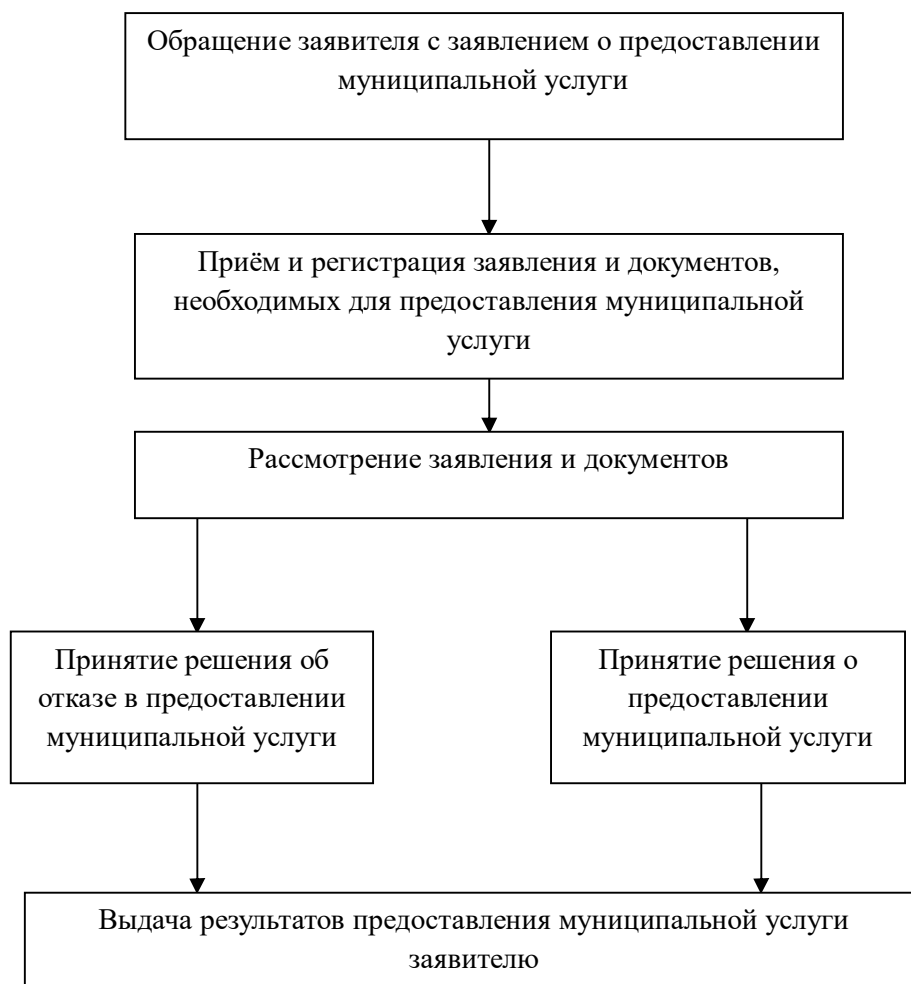 Обращение заявителя с заявлением о предоставлении
муниципальной услуги
Приём и регистрация заявления и документов,
необходимых для предоставления муниципальной
услуги
Рассмотрение заявления и документов
Принятие решения об
отказе в предоставлении
муниципальной услуги
Принятие решения о
предоставлении
муниципальной услуги
Выдача результатов предоставления муниципальной услуги
заявителю